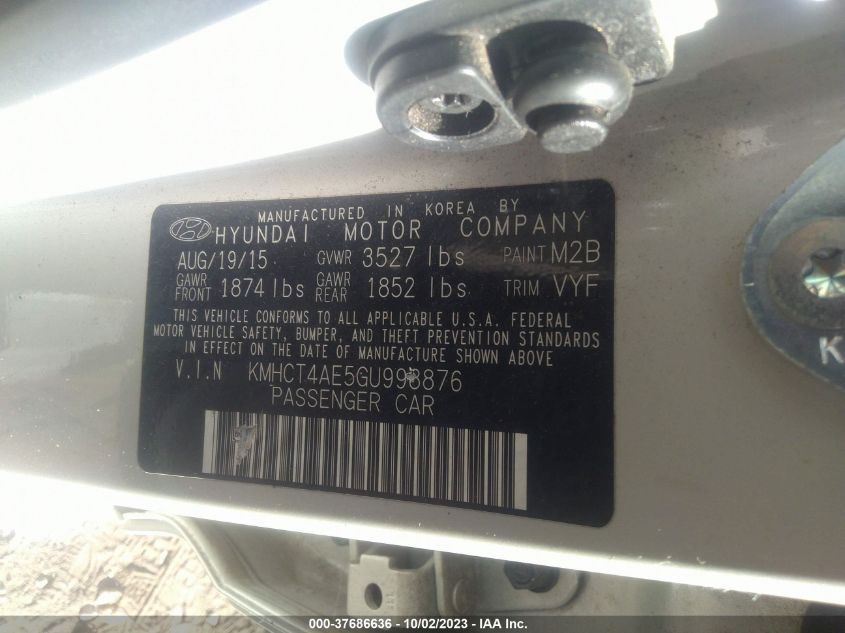 MANUFACTURED IN KOREA BY
HYUNDAI MOTOR COMPANY
AUG/19/15 GVWR 3527 lbs PAINT M2B
GAWR FRONT 1874 lbs GAWR REAR 1852 lbs TRIM VYF
THIS VEHICLE CONFORMS TO ALL APPLICABLE U.S.A. FEDERAL
MOTOR VEHICLE SAFETY, BUMPER, AND THEFT PREVENTION STANDARDS
IN EFFECT ON THE DATE OF MANUFACTURE SHOWN ABOVE
V.I.N KMHCT4AE5GU998876
PASSENGER CAR
K
000-37686636 - 10/02/2023 - IAA Inc.